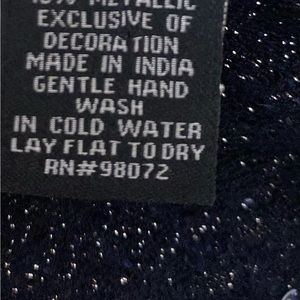 METALLIC
EXCLUSIVE OF
DECORATION
MADE IN INDIA
GENTLE HAND
WASH
IN COLD WATER
LAY FLAT TO DRY
RN#98072